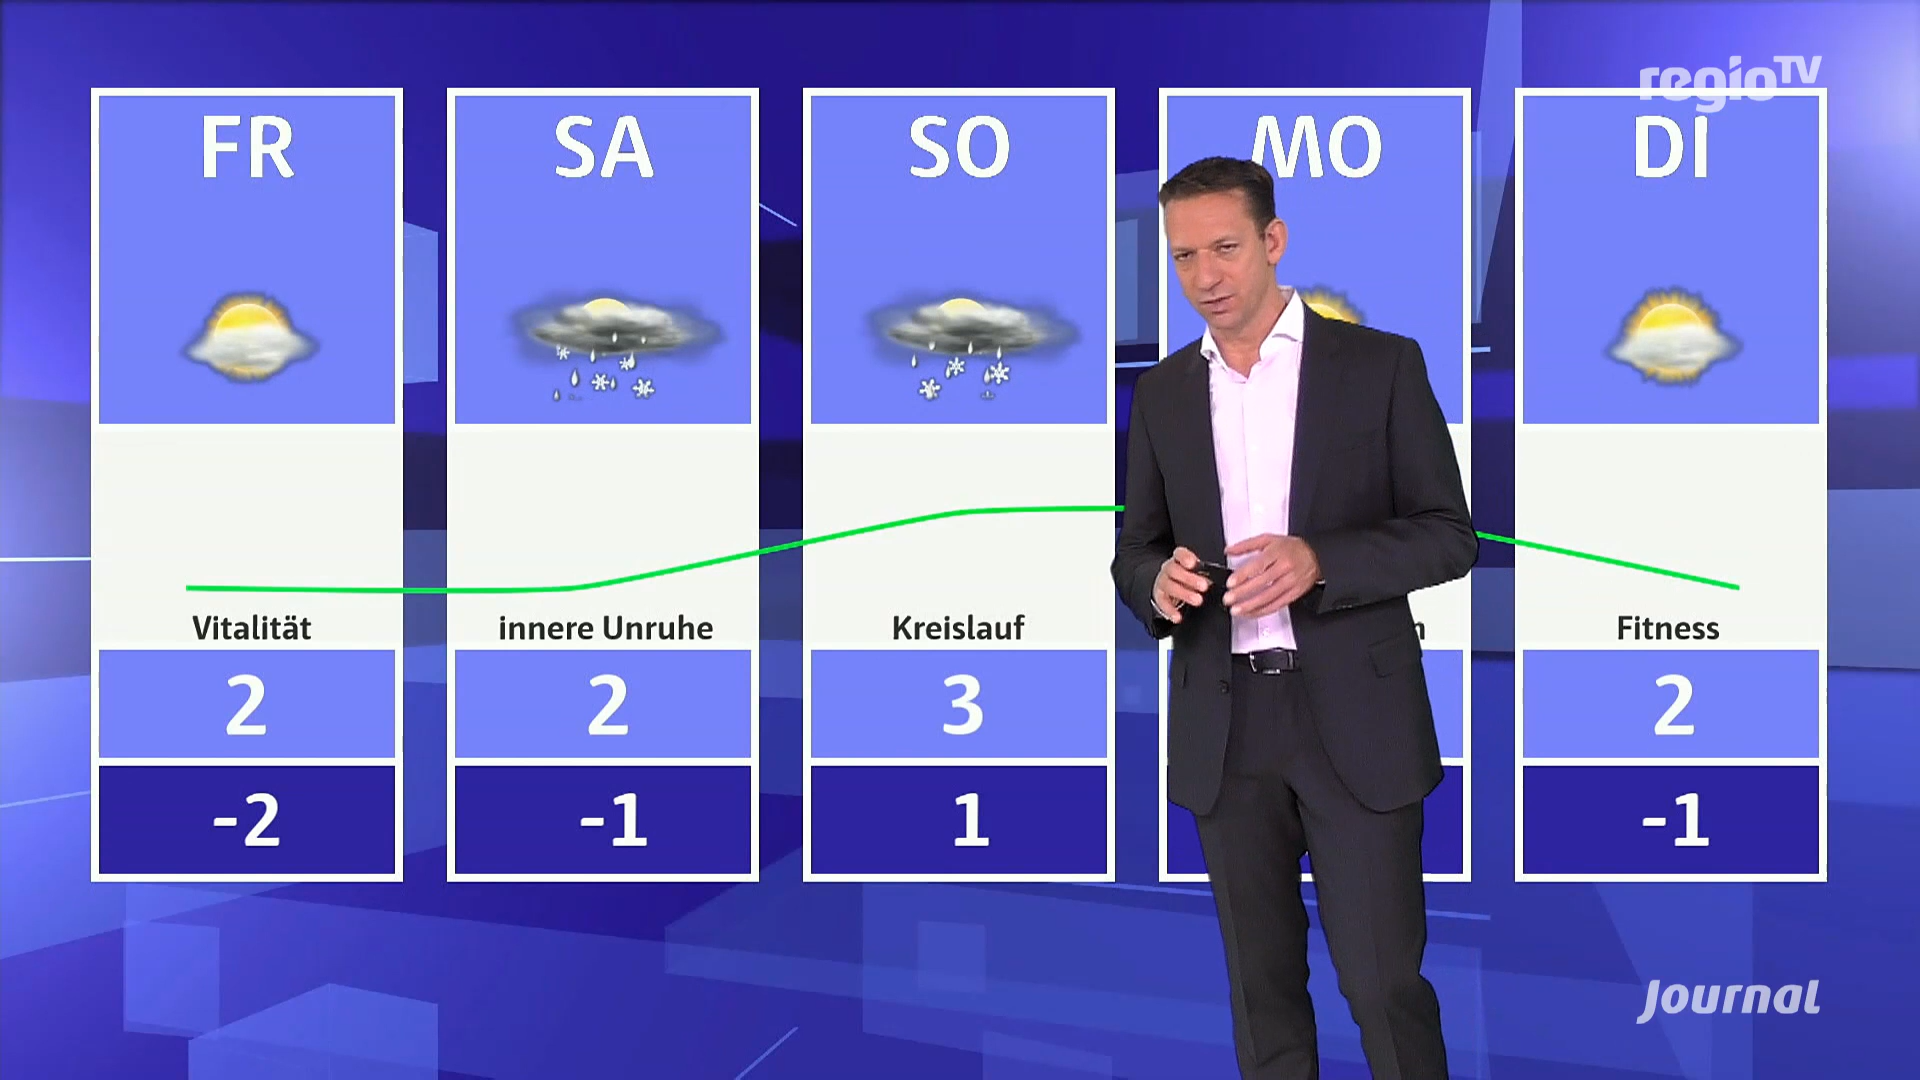 regioTV
FR
SA
SO
MO
DI
Vitalität
innere Unruhe
Kreislauf
Fitness
2
2
3
2
-2
-1
1
-1
Journal